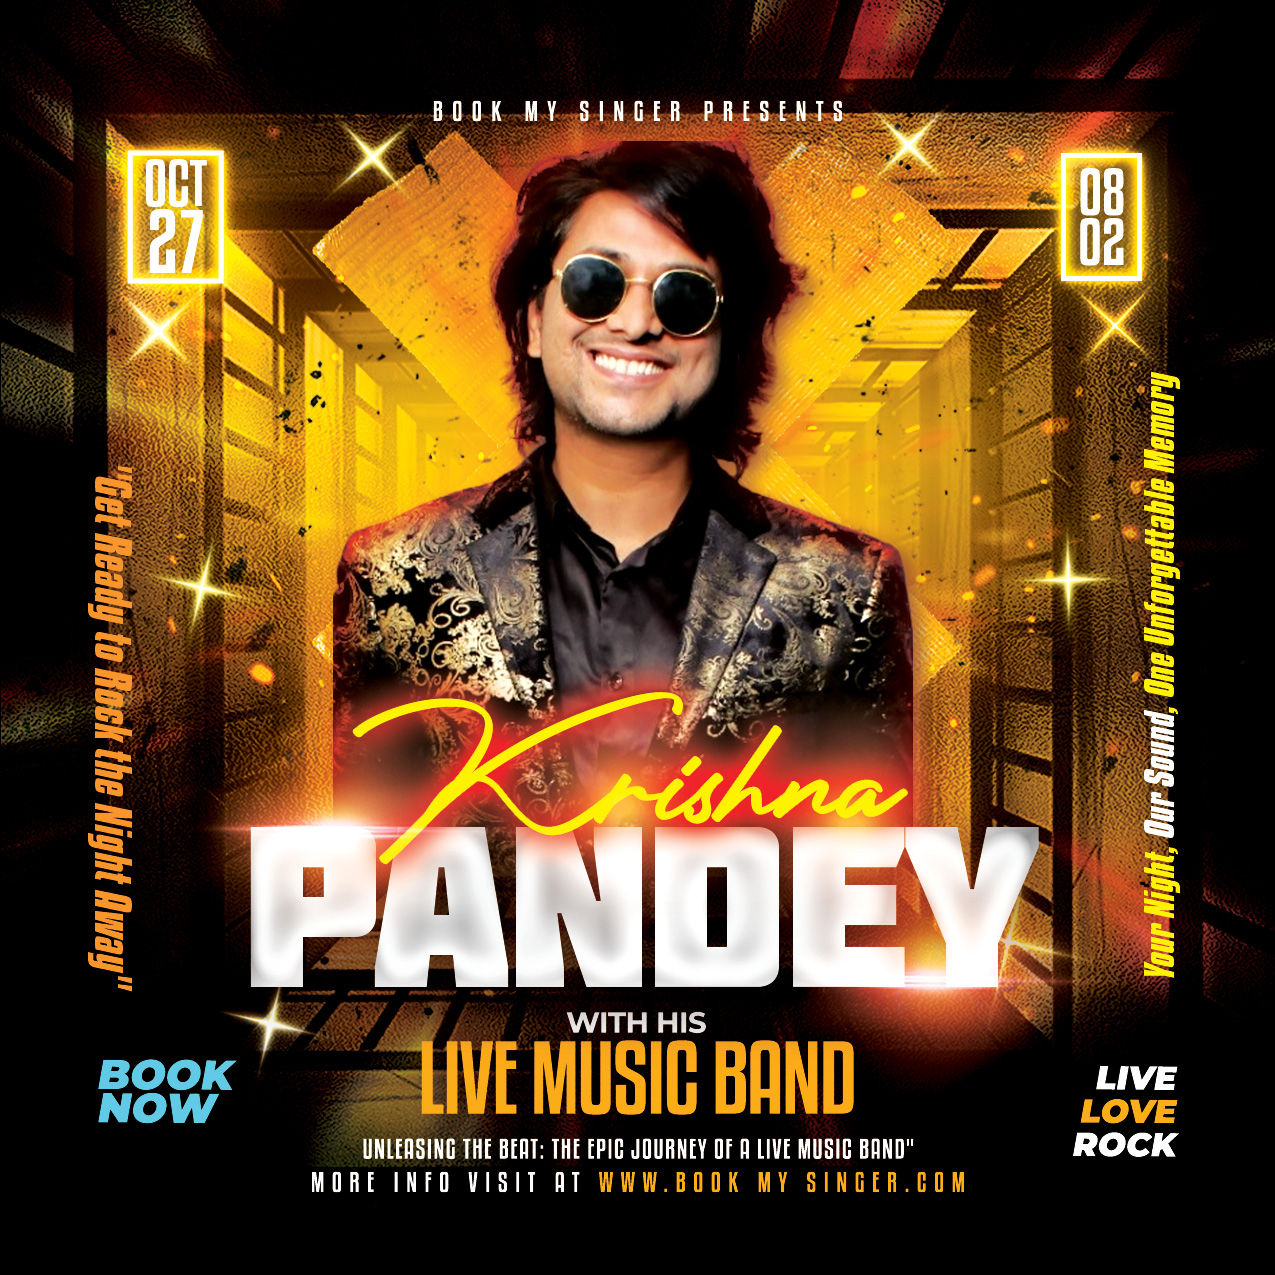 BOOK MY SINGER PRESENTS
OCT
27
08
02
"Get Ready to Rock the Night Away"
Your Night, Our Sound, One Unforgettable Memory
Krishna
PANDEY
WITH HIS
LIVE MUSIC BAND
BOOK
NOW
LIVE
LOVE
ROCK
UNLEASING THE BEAT: THE EPIC JOURNEY OF A LIVE MUSIC BAND"
MORE INFO VISIT AT WWW.BOOK MY SINGER.COM